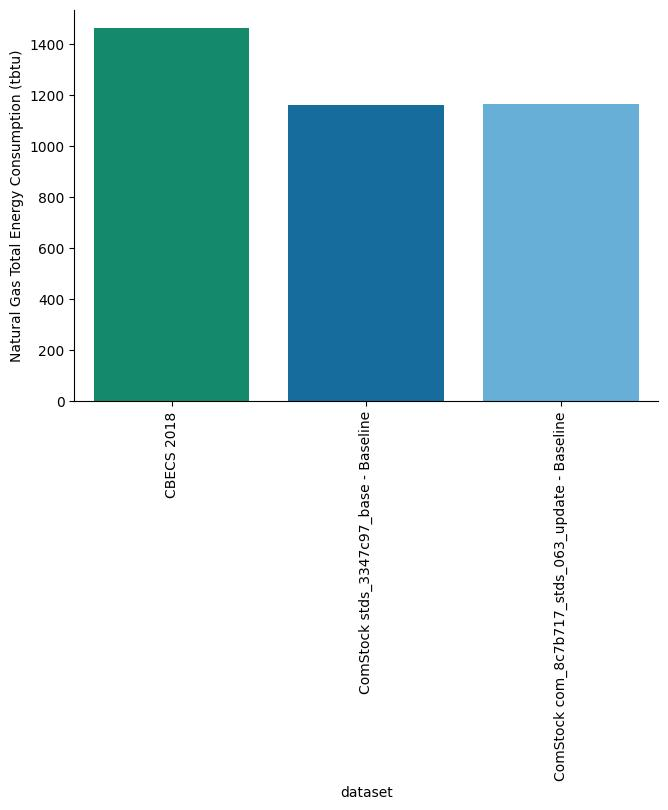 Natural Gas Total Energy Consumption (tbtu)
1400
1200
1000
800
600
400
200
0
CBECS 2018
ComStock stds_3347c97_base - Baseline
ComStock com_8c7b717_stds_063_update - Baseline
dataset